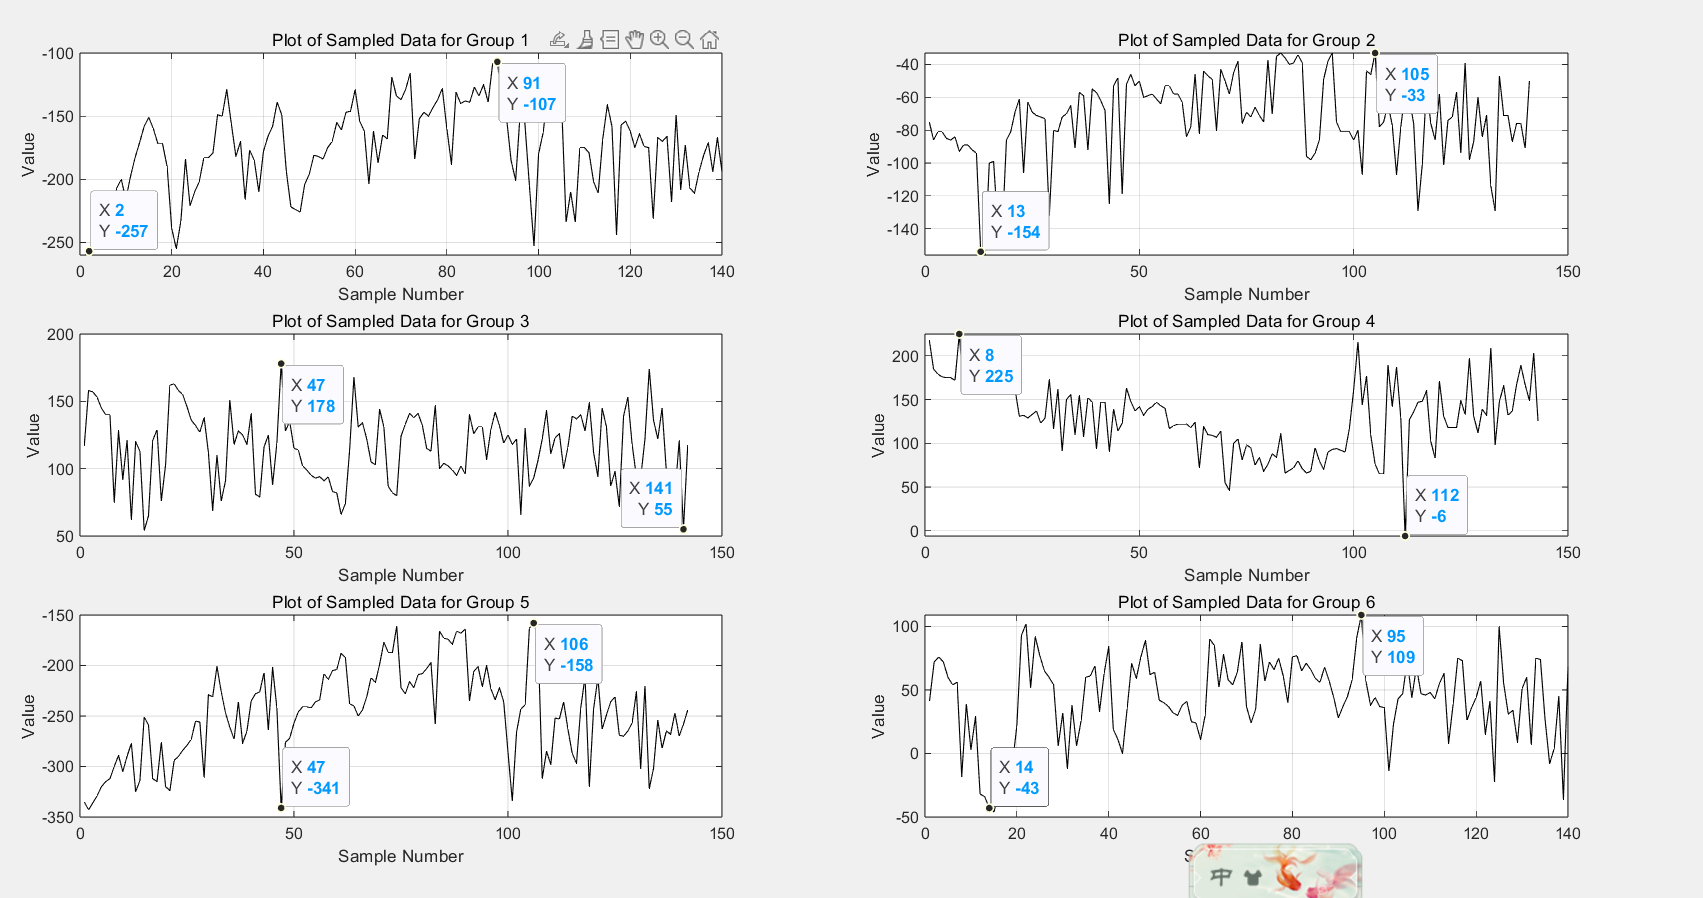 Plot of Sampled Data for Group 1
-100
-150
-200
-250
Value
X 91
Y -107
X 2
Y -257
0 20 40 60 80 100 120 140
Sample Number
Plot of Sampled Data for Group 2
-40
-60
-80
-100
-120
-140
Value
X 105
Y -33
X 13
Y -154
0 50 100 150
Sample Number
Plot of Sampled Data for Group 3
200
150
100
50
Value
X 47
Y 178
X 141
Y 55
0 50 100 150
Sample Number
Plot of Sampled Data for Group 4
200
150
100
50
0
Value
X 8
Y 225
X 112
Y -6
0 50 100 150
Sample Number
Plot of Sampled Data for Group 5
-150
-200
-250
-300
-350
Value
X 106
Y -158
X 47
Y -341
0 50 100 150
Sample Number
Plot of Sampled Data for Group 6
100
50
0
-50
Value
X 95
Y 109
X 14
Y -43
0 20 40 60 80 100 120 140
中